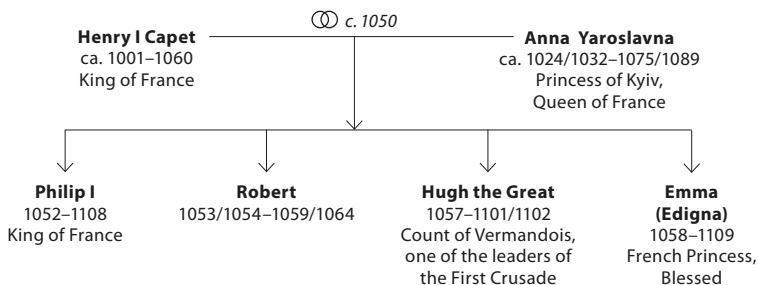 c. 1050
Henry I Capet
ca. 1001–1060
King of France
Anna Yaroslavna
ca. 1024/1032–1075/1089
Princess of Kyiv,
Queen of France
Philip I
1052–1108
King of France
Robert
1053/1054–1059/1064
Hugh the Great
1057–1101/1102
Count of Vermandois,
one of the leaders of
the First Crusade
Emma
(Edigna)
1058–1109
French Princess,
Blessed